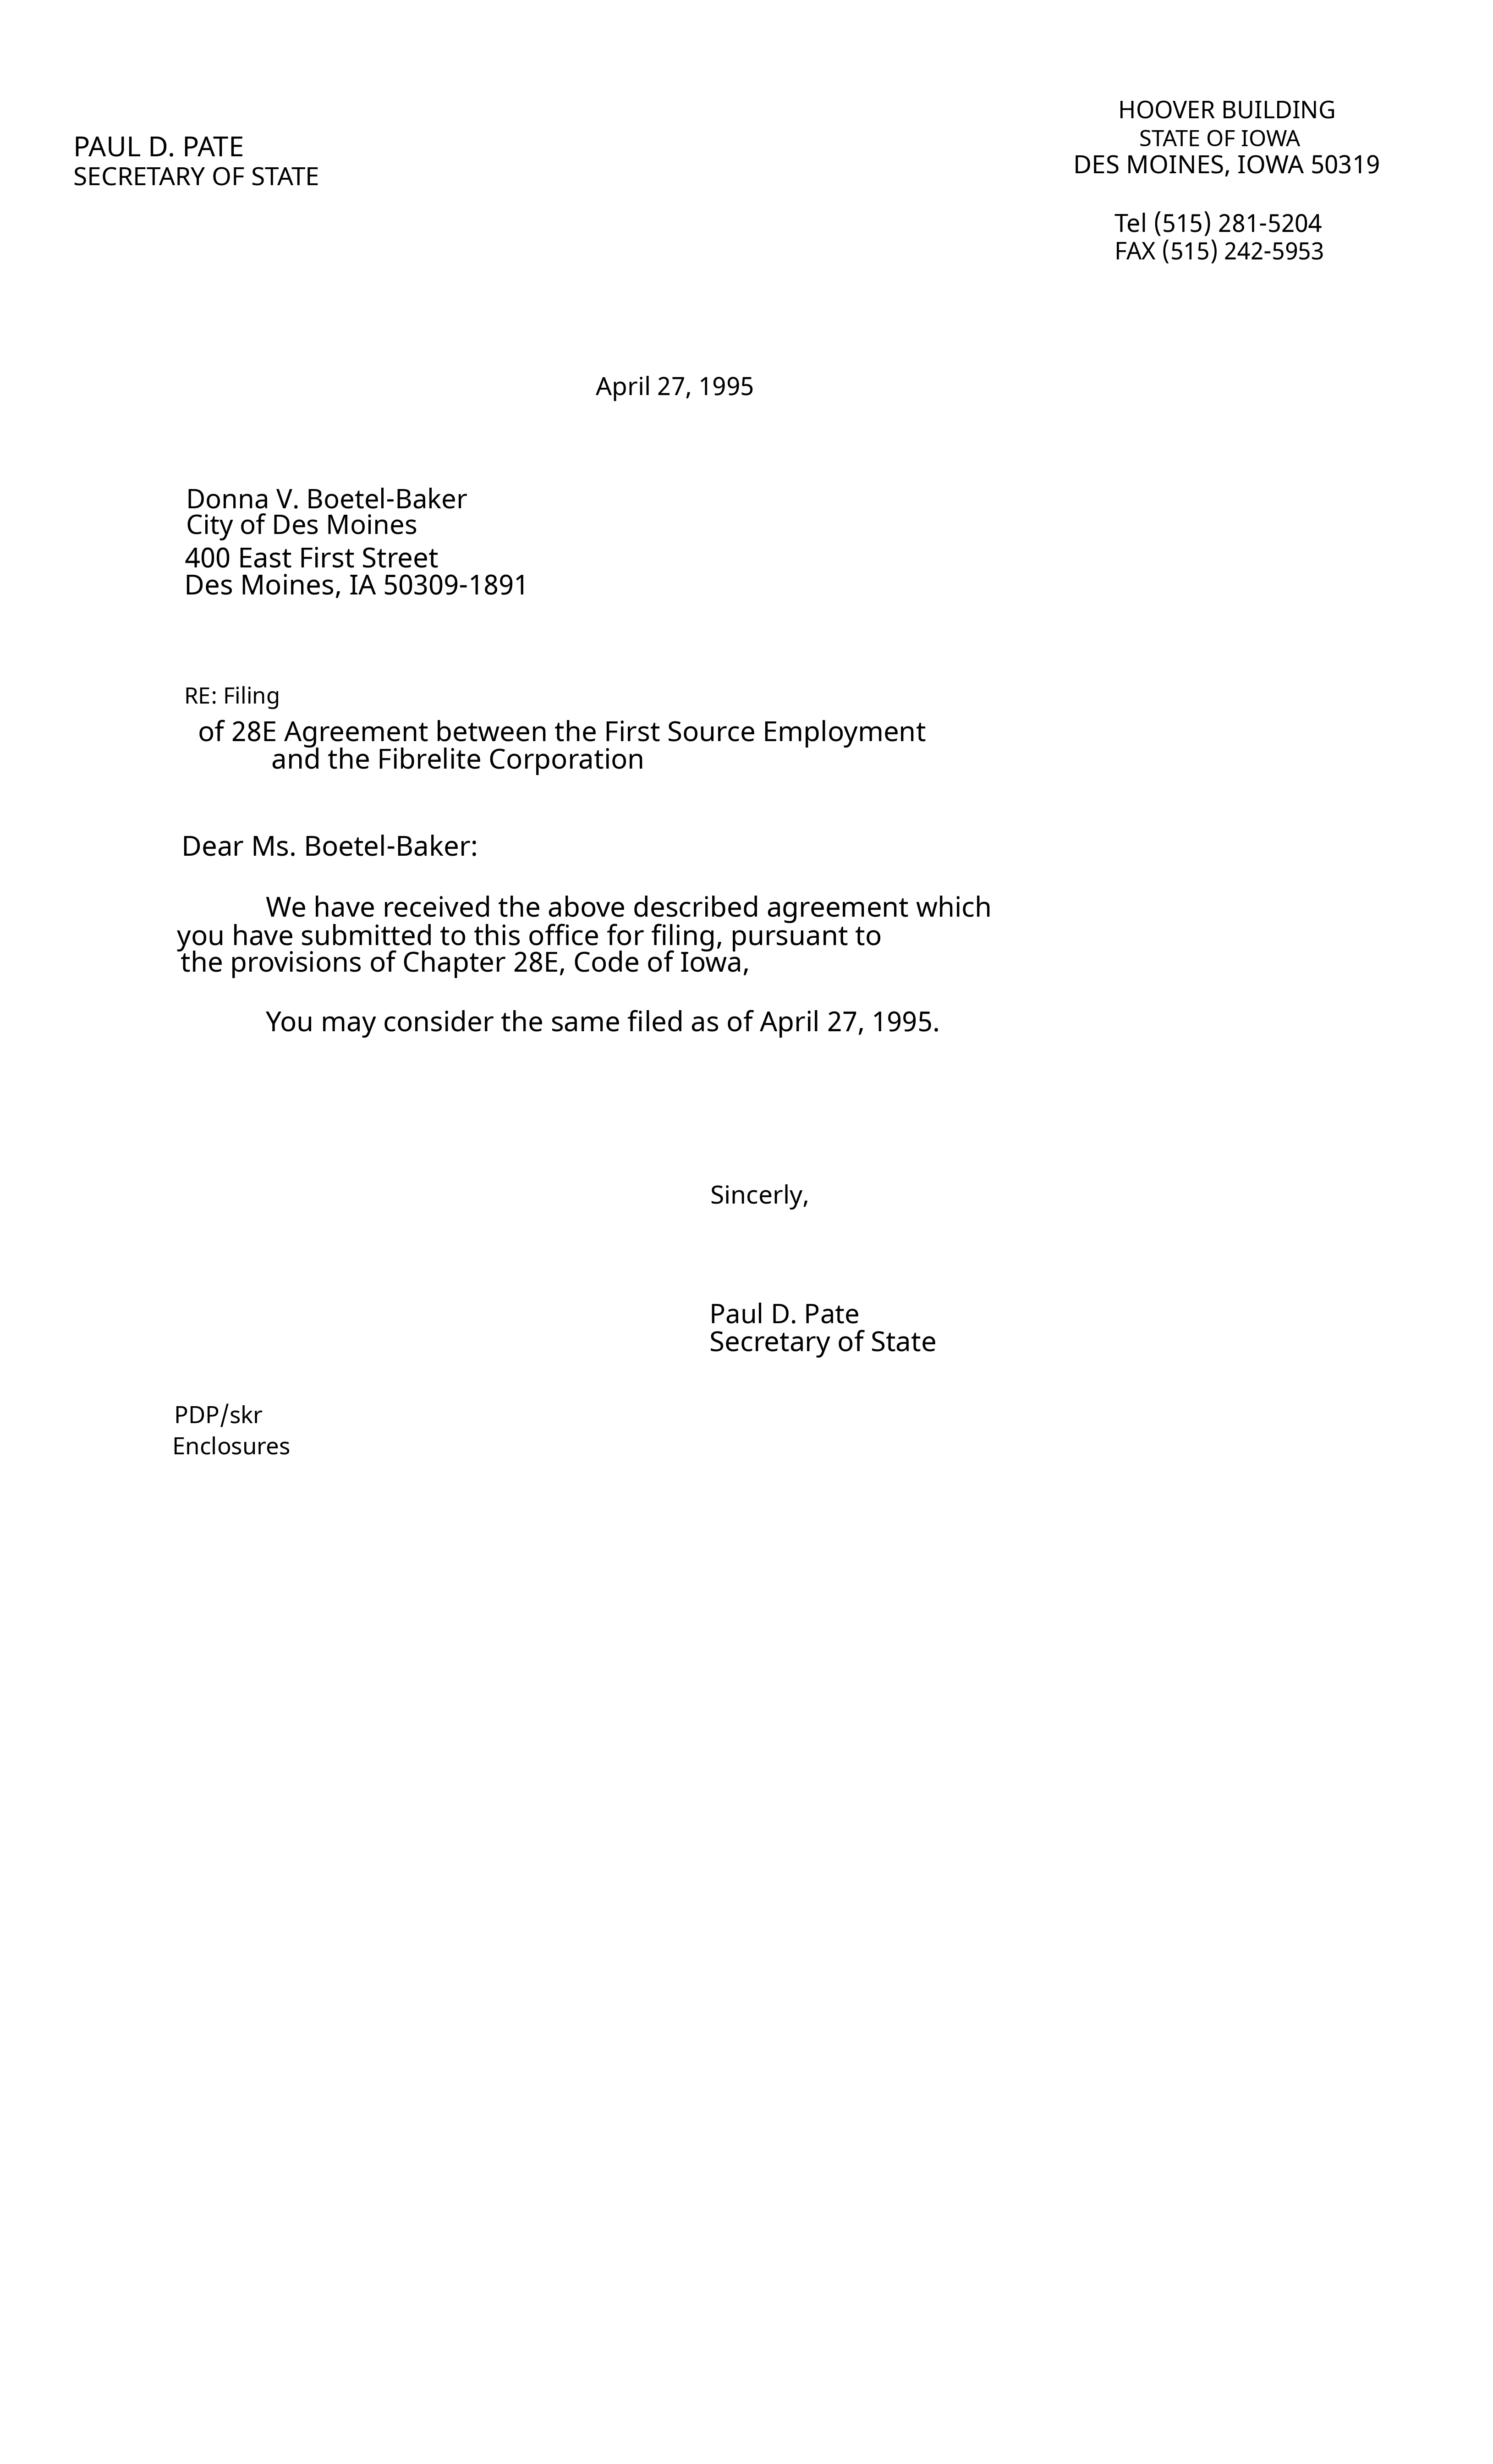 PAUL D. PATE
SECRETARY OF STATE
HOOVER BUILDING
STATE OF IOWA
DES MOINES, IOWA 50319
Tel (515) 281-5204
FAX (515) 242-5953
April 27, 1995
Donna V. Boetel-Baker
City of Des Moines
400 East First Street
Des Moines, IA 50309-1891
RE: Filing
of 28E Agreement between the First Source Employment
and the Fibrelite Corporation
Dear Ms. Boetel-Baker:
We have received the above described agreement which
you have submitted to this office for filing, pursuant to
the provisions of Chapter 28E, Code of Iowa,
You may consider the same filed as of April 27, 1995.
Sincerly,
Paul D. Pate
Secretary of State
PDP/skr
Enclosures